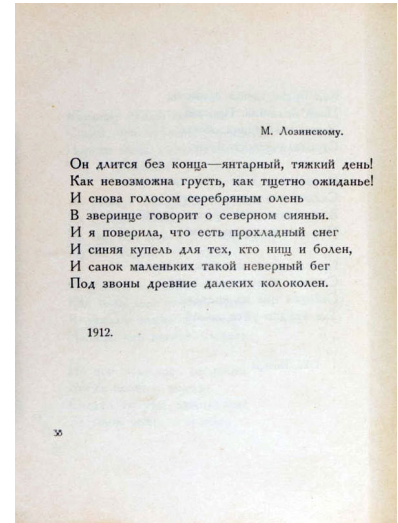 М. Лозинскому.
Он длится без конца—янтарный, тяжкий день!
Как невозможна грусть, как тщетно ожиданье!
И снова голосом серебряным олень
В зверинце говорит о северном сияньи.
И я поверила, что есть прохладный снег
И синяя купель для тех, кто нищ и болен,
И санок маленьких такой неверный бег
Под звоны древние далеких колоколен.
1912.
38